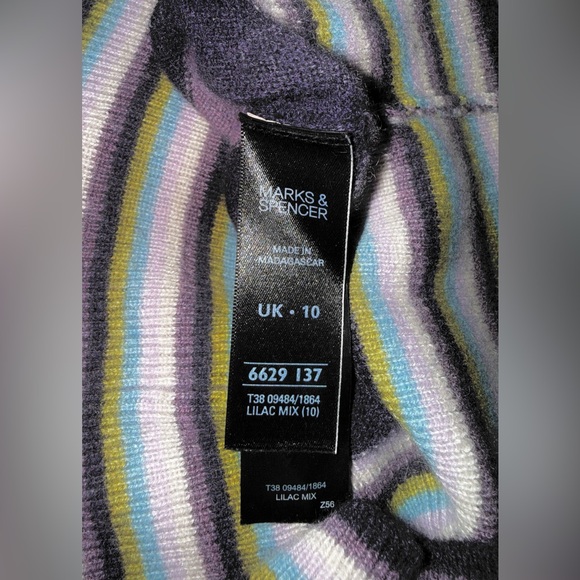 MARKS &
SPENCER
MADE IN
MADAGASCAR
UK • 10
6629 137
T38 09484/1864
LILAC MIX (10)
T38 09484/1864
LILAC MIX
Z56